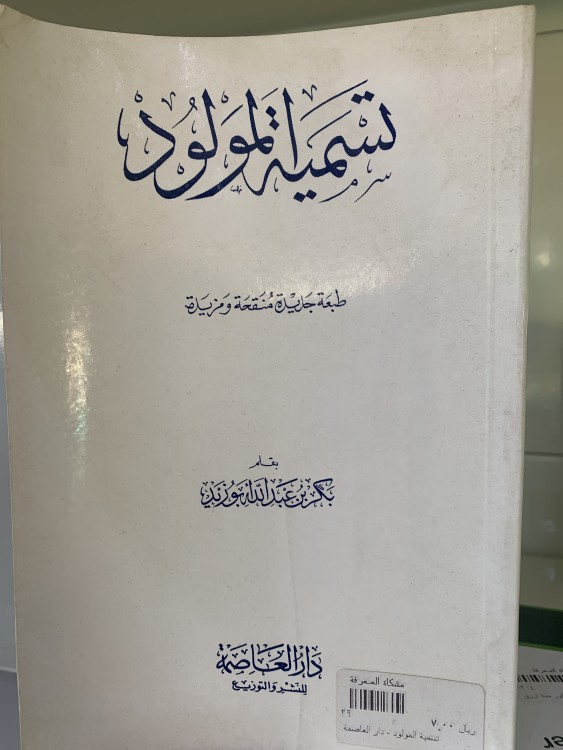 تسمية المولود
طبعة جديدة منقحة ومزيدة
بقلم
بكر بن عبد الله أبو زيد
دار العاصمة
للنشر والتوزيع
مشكاة المعرفة
٣٩
٧,٠٠ ريال
تسمية المولود - دار العاصمة